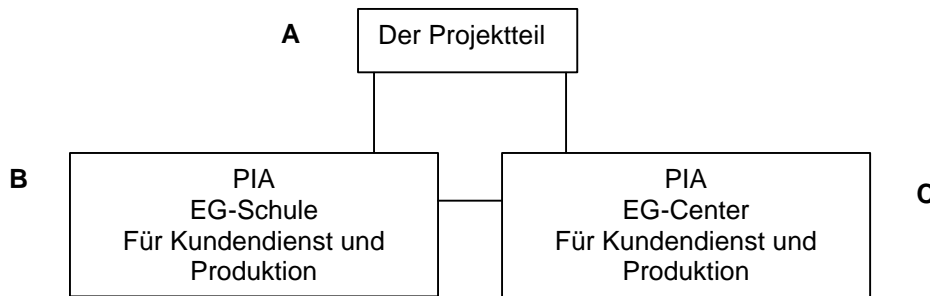 A
Der Projektteil
B
PIA
EG-Schule
Für Kundendienst und
Produktion
PIA
EG-Center
Für Kundendienst und
Produktion
C